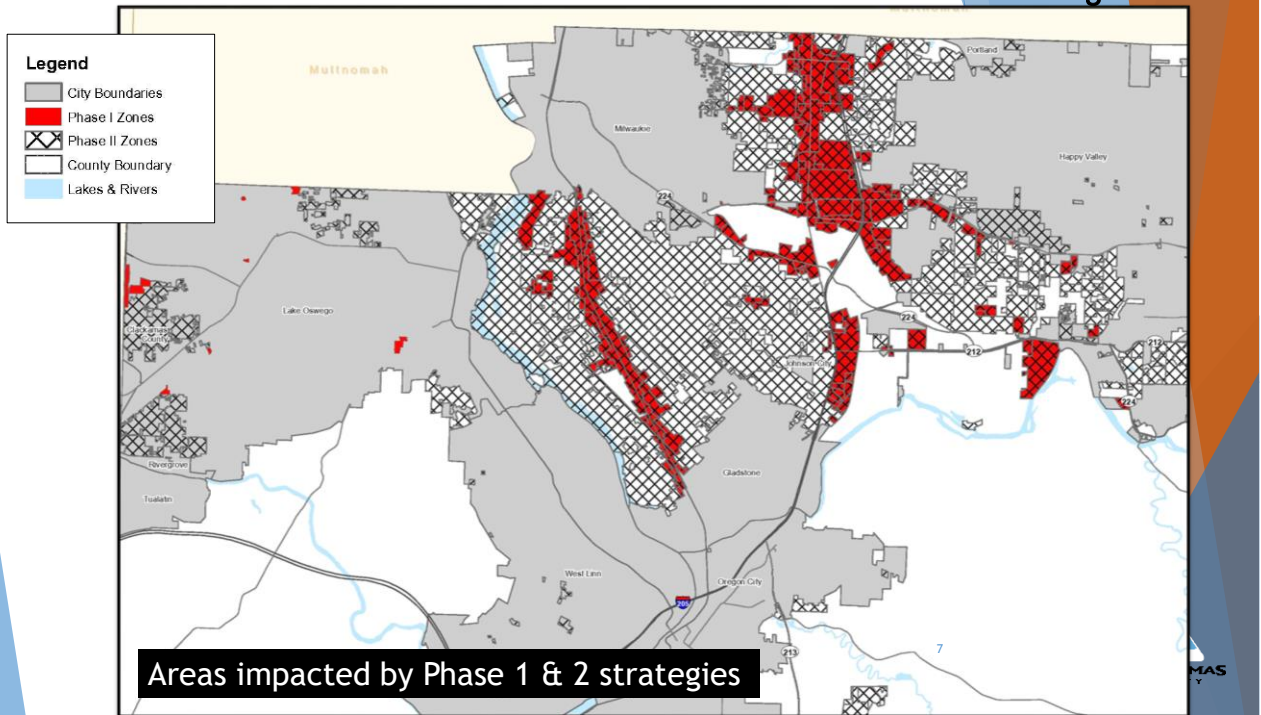 Multnomah
Legend
City Boundaries
Phase I Zones
Phase II Zones
County Boundary
Lakes & Rivers
Multnomah
Portland
Milwaukie
Happy Valley
224
Lake Oswego
Clackamas
County
224
212
212
Johnson City
224
Rivergrove
Gladstone
Tualatin
West Linn
Oregon City
205
213
7
Areas impacted by Phase 1 & 2 strategies
MAS